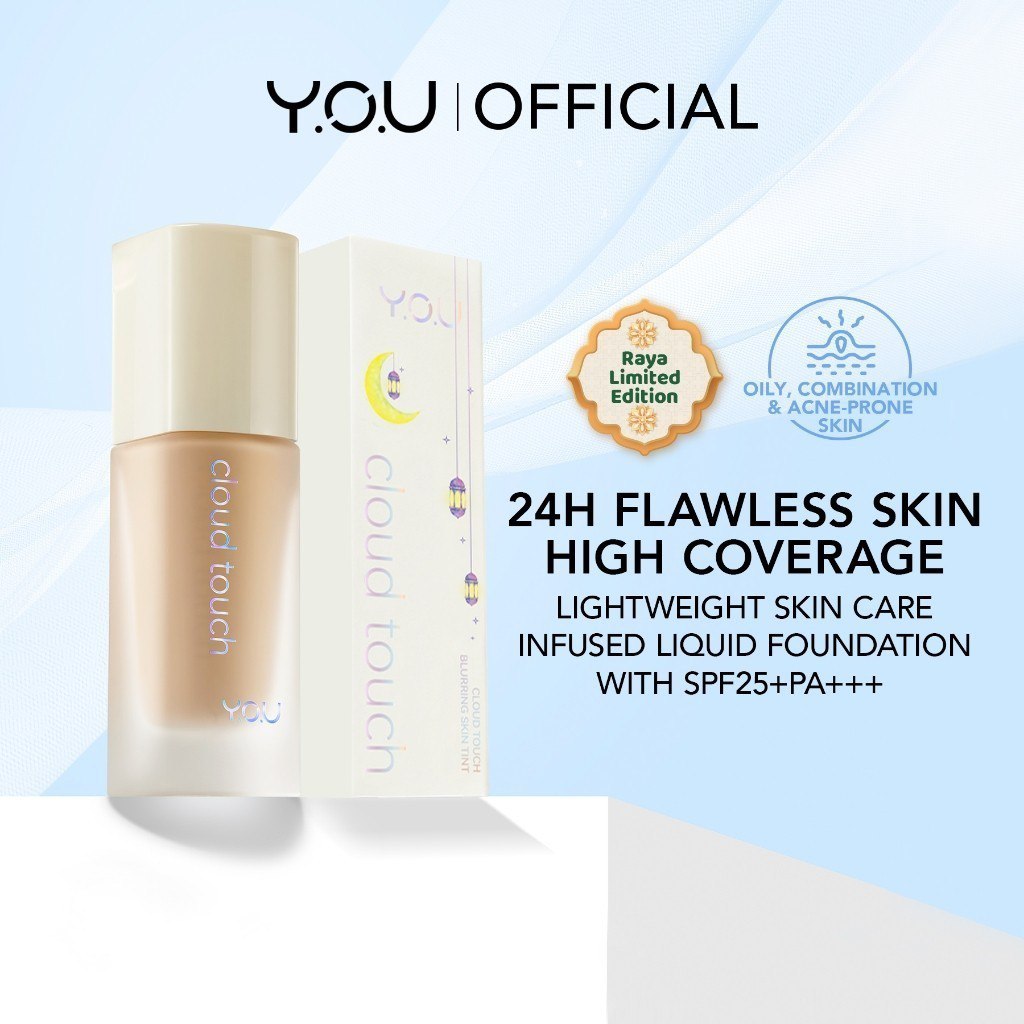 Y.O.U | OFFICIAL
Y.O.U
cloud touch
CLOUD TOUCH
BLURRING SKIN TINT
cloud touch
Y.O.U
Raya
Limited
Edition
OILY, COMBINATION
& ACNE-PRONE
SKIN
24H FLAWLESS SKIN
HIGH COVERAGE
LIGHTWEIGHT SKIN CARE
INFUSED LIQUID FOUNDATION
WITH SPF25+PA+++